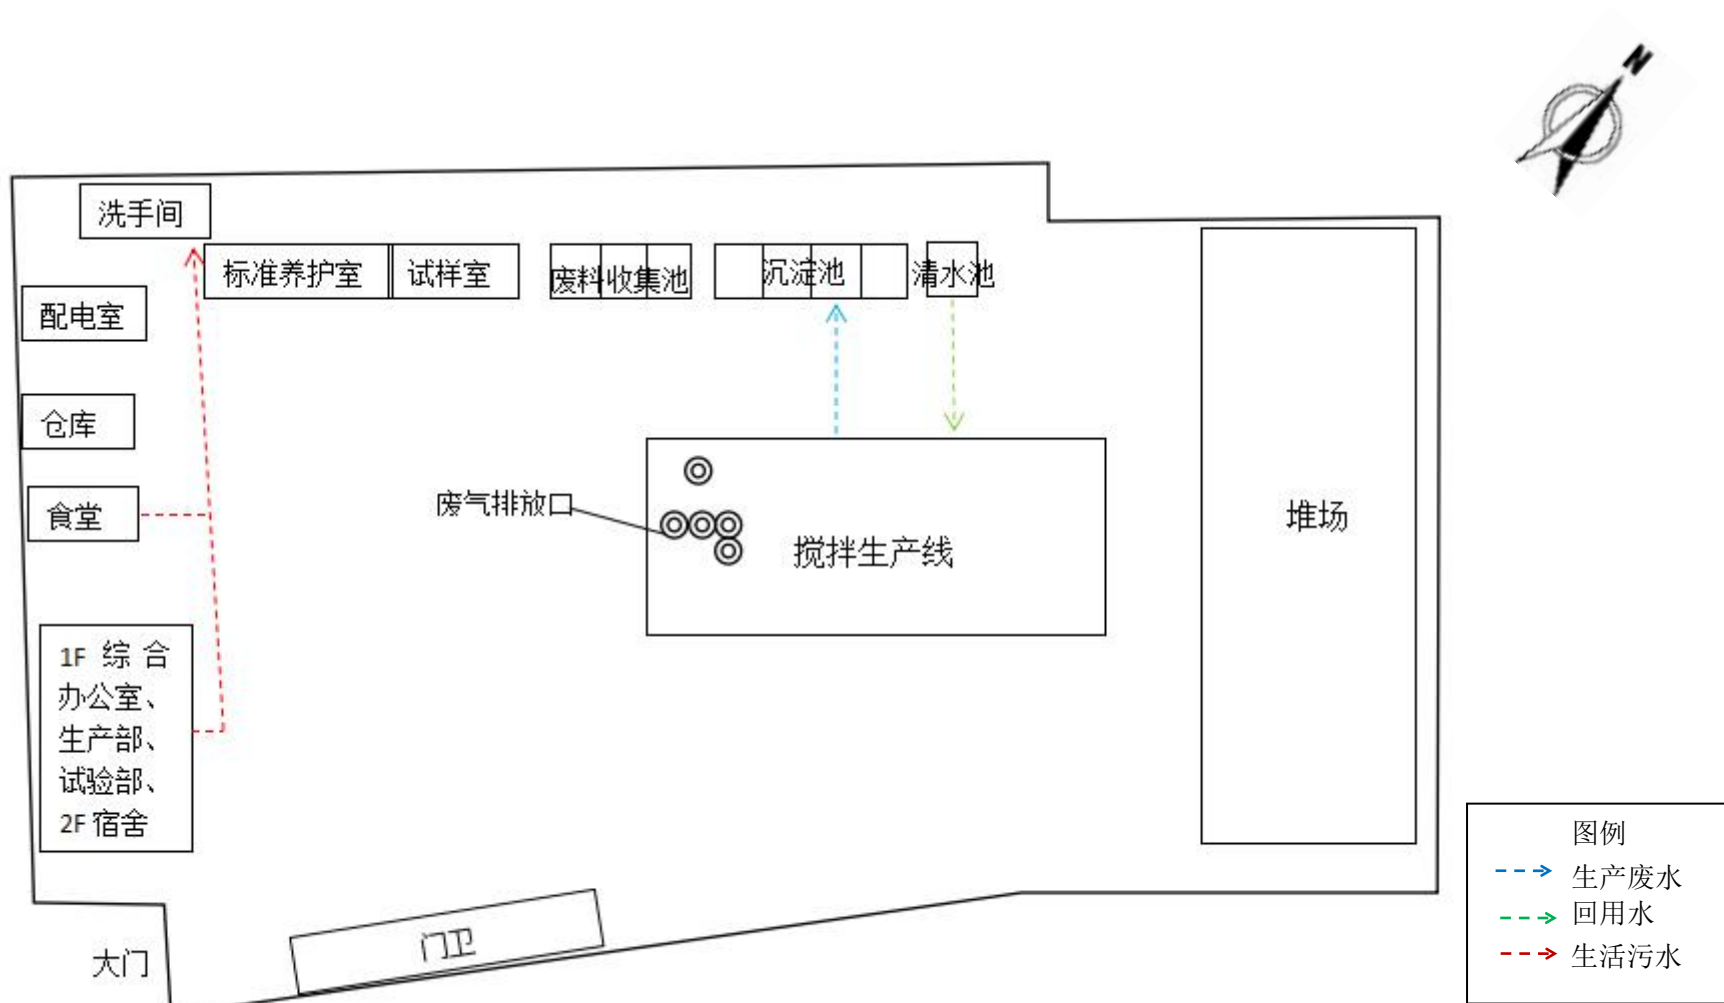 N
洗手间
标准养护室
试样室
废料收集池
沉淀池
清水池
配电室
仓库
食堂
废气排放口
搅拌生产线
堆场
1F 综合
办公室、
生产部、
试验部、
2F 宿舍
门卫
大门
图例
生产废水
回用水
生活污水